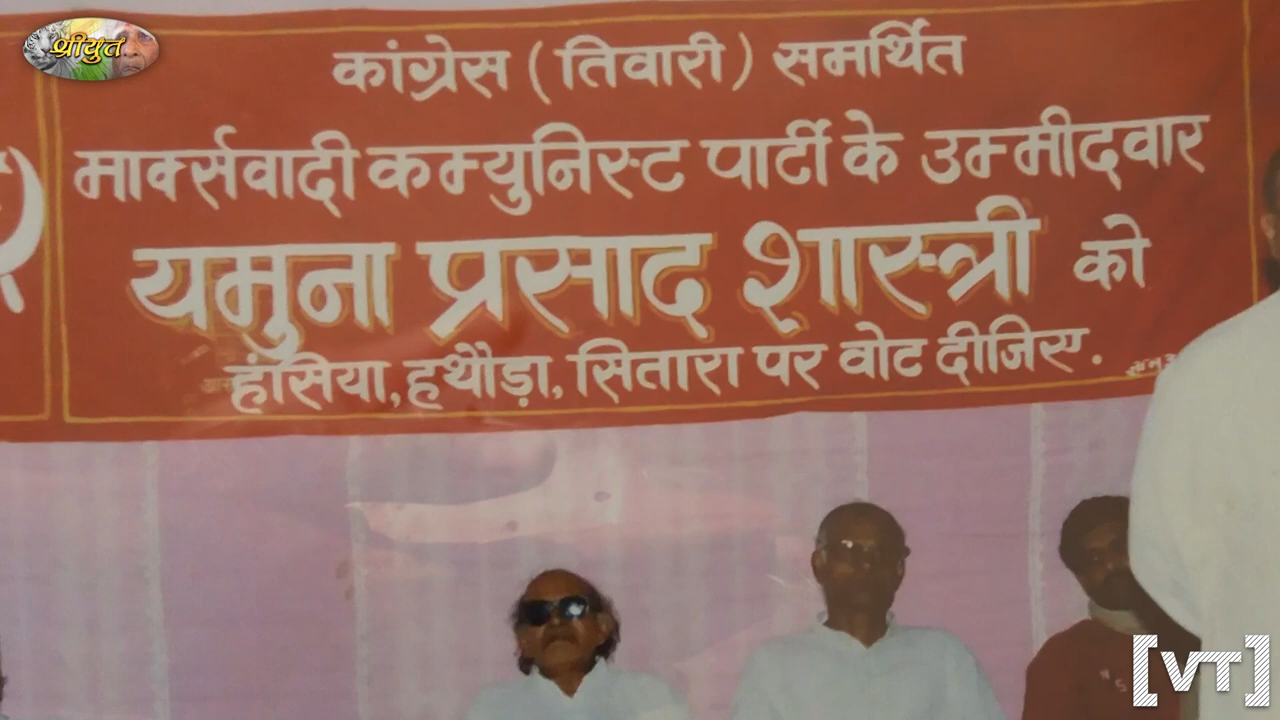 श्रीयुत
कांग्रेस (तिवारी) समर्थित
मार्क्सवादी कम्युनिस्ट पार्टी के उम्मीदवार
यमुना प्रसाद शास्त्री को
हंसिया, हथौड़ा, सितारा पर वोट दीजिए.
[VT]